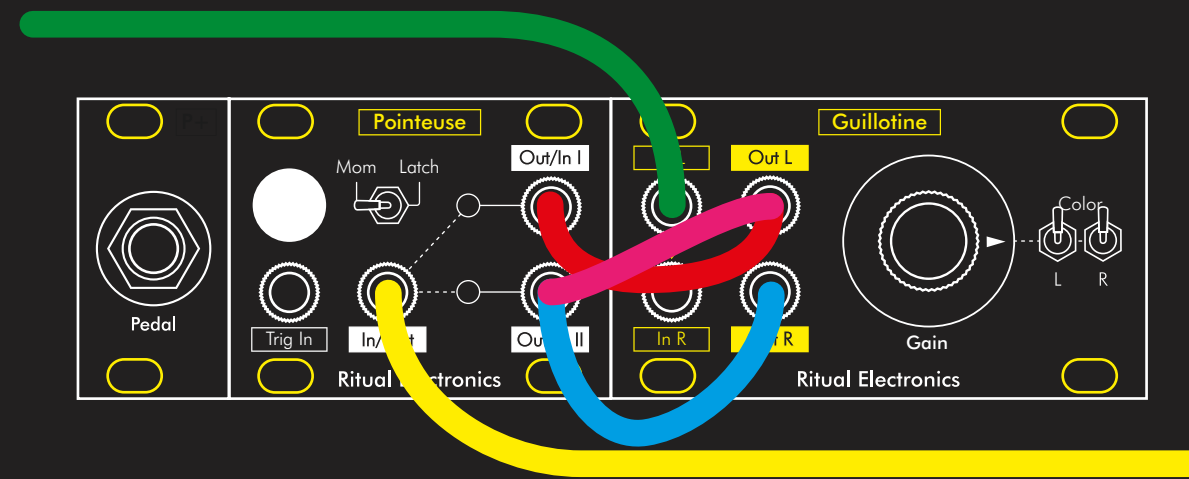 P+
Pointeuse
Guillotine
Mom Latch
Out/In I
Out L
Color
L R
Pedal
Trig In
In R
Gain
Ritual
Ritual Electronics